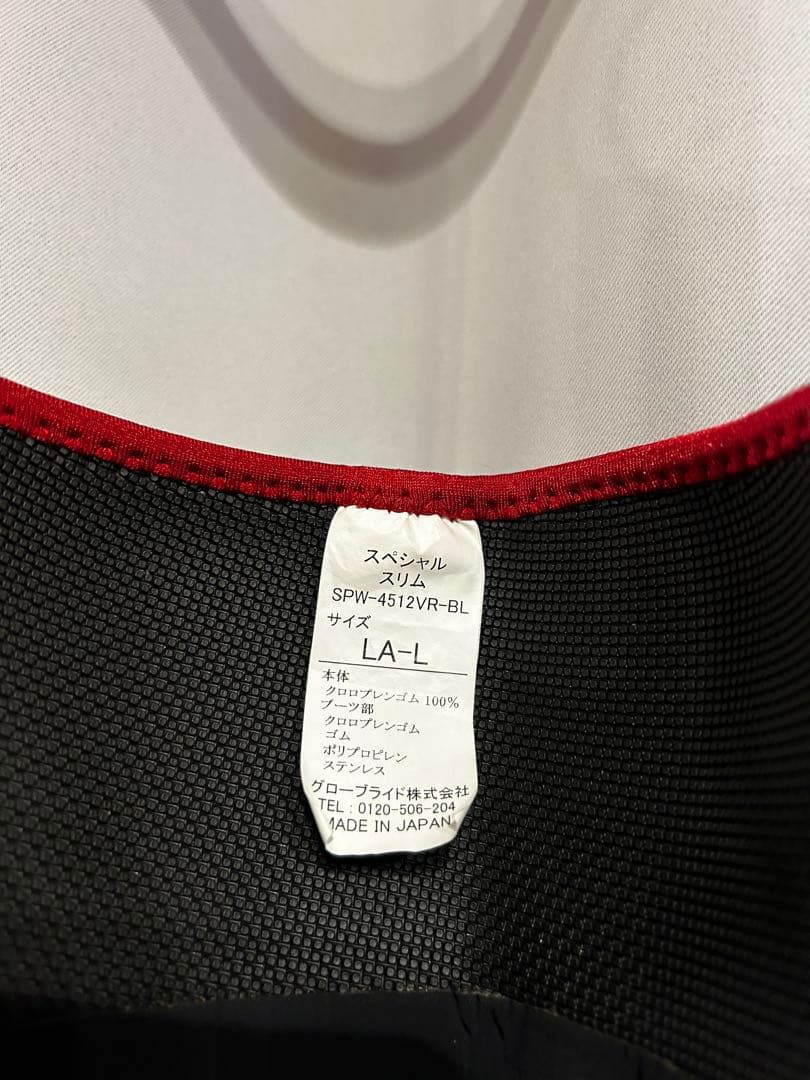 スペシャル
スリム
SPW-4512VR-BL
サイズ
LA-L
本体
クロロプレンゴム 100%
ブーツ部
クロロプレンゴム
ゴム
ポリプロピレン
ステンレス
グローブライド株式会社
TEL : 0120-506-204
MADE IN JAPAN